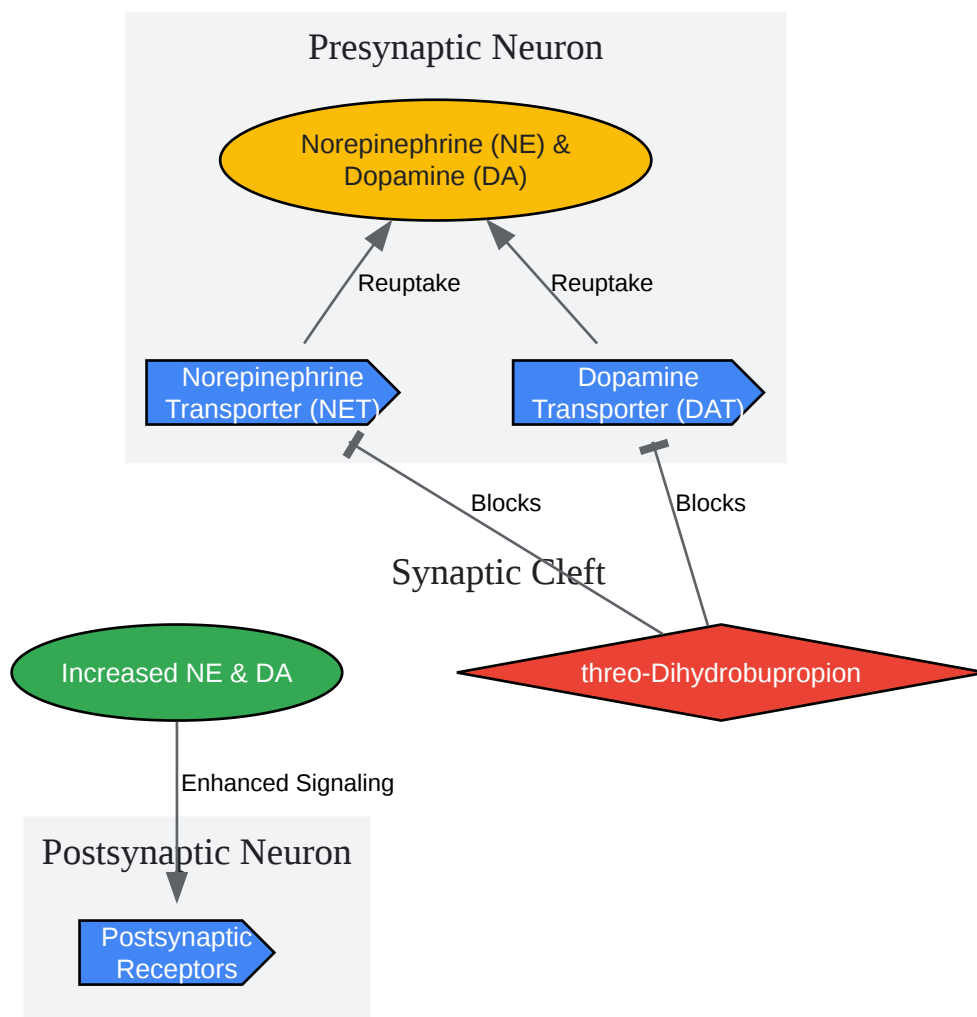 Presynaptic Neuron
Norepinephrine (NE) &
Dopamine (DA)
Reuptake
Reuptake
Norepinephrine
Transporter (NET)
Dopamine
Transporter (DAT)
Blocks
Blocks
Synaptic Cleft
Increased NE & DA
threo-Dihydrobupropion
Enhanced Signaling
Postsynaptic Neuron
Postsynaptic
Receptors